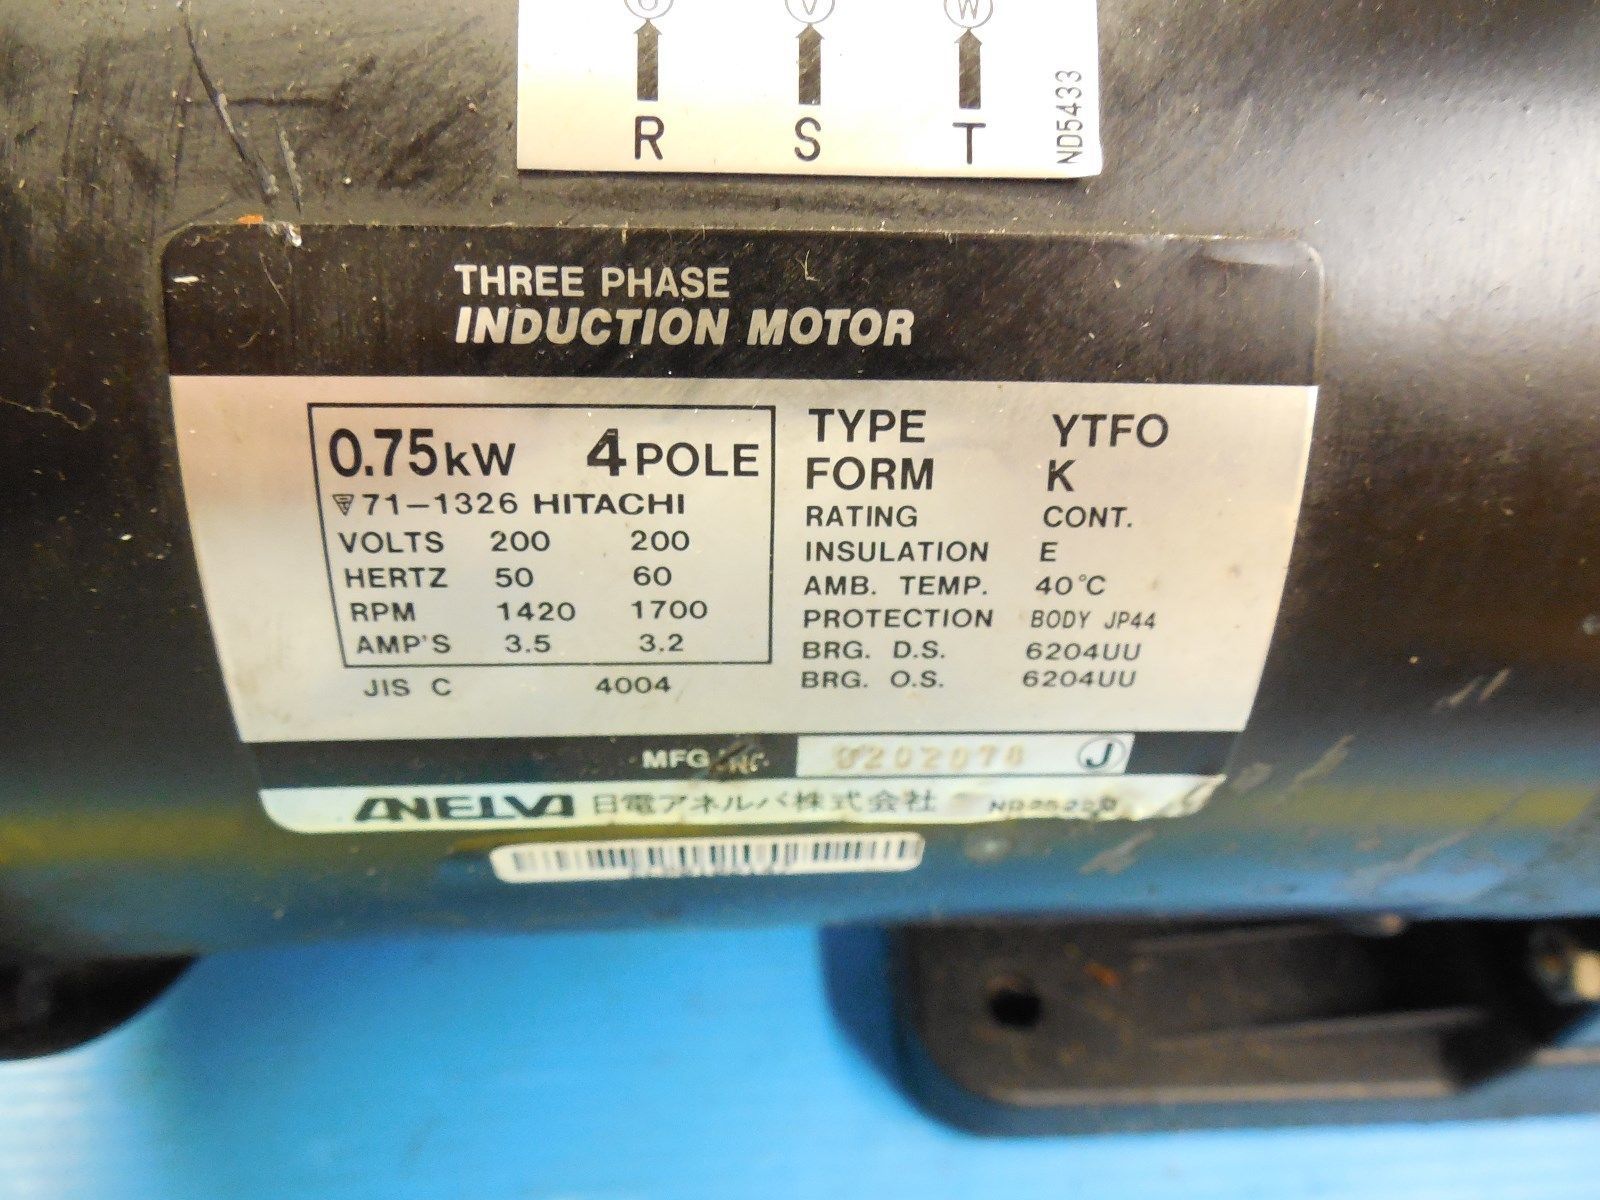 U V W
R S T
ND5433
THREE PHASE
INDUCTION MOTOR
0.75kW 4 POLE
71-1326 HITACHI
VOLTS 200 200
HERTZ 50 60
RPM 1420 1700
AMP'S 3.5 3.2
JIS C 4004
TYPE YTFO
FORM K
RATING CONT.
INSULATION E
AMB. TEMP. 40°C
PROTECTION BODY JP44
BRG. D.S. 6204UU
BRG. O.S. 6204UU
MFG.
J
ANELVA 日電アネルバ株式会社